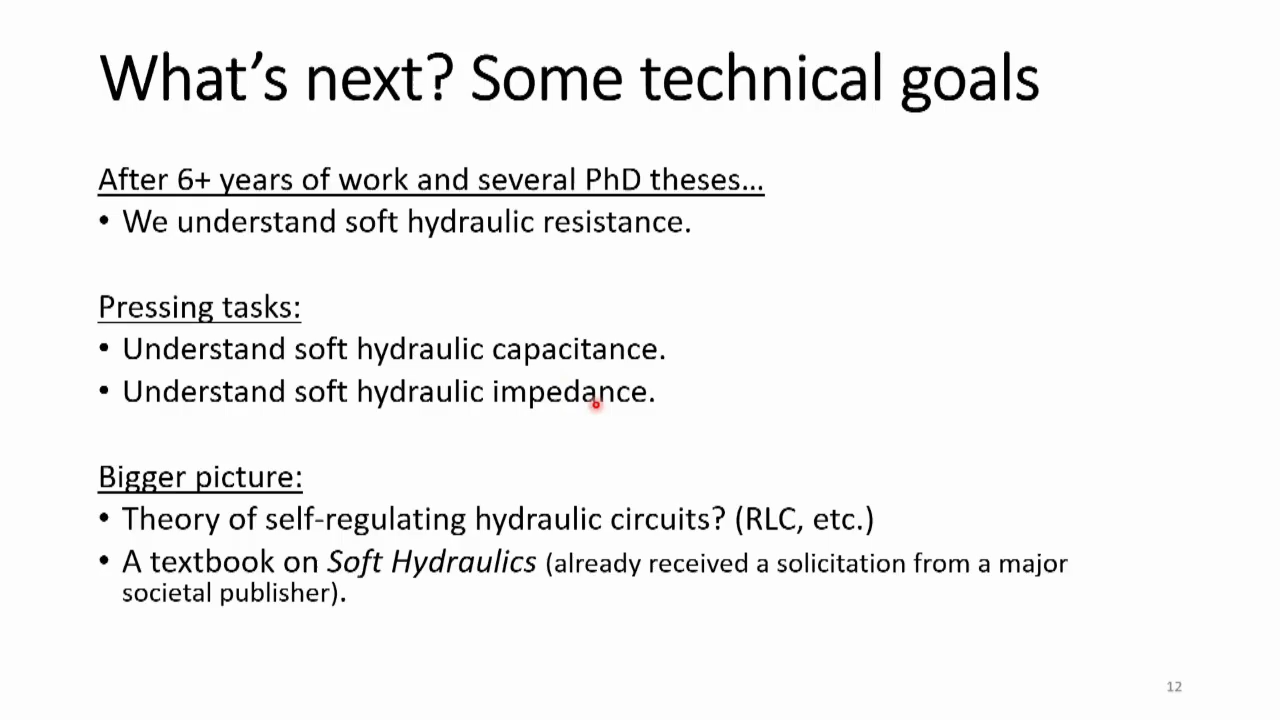 What’s next? Some technical goals
After 6+ years of work and several PhD theses…
• We understand soft hydraulic resistance.
Pressing tasks:
• Understand soft hydraulic capacitance.
• Understand soft hydraulic impedance.
Bigger picture:
• Theory of self-regulating hydraulic circuits? (RLC, etc.)
• A textbook on Soft Hydraulics (already received a solicitation from a major
societal publisher).
12